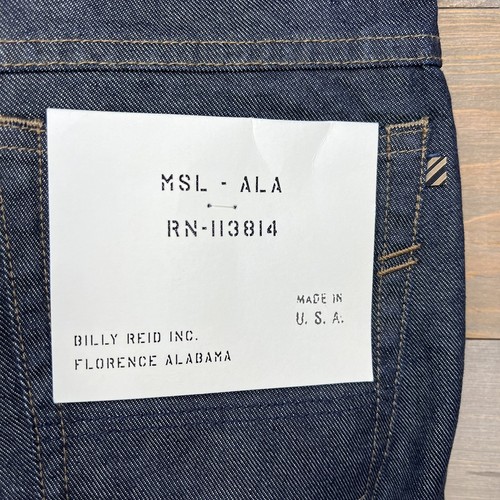 MSL - ALA
RN-113814
MADE IN
U. S. A.
BILLY REID INC.
FLORENCE ALABAMA